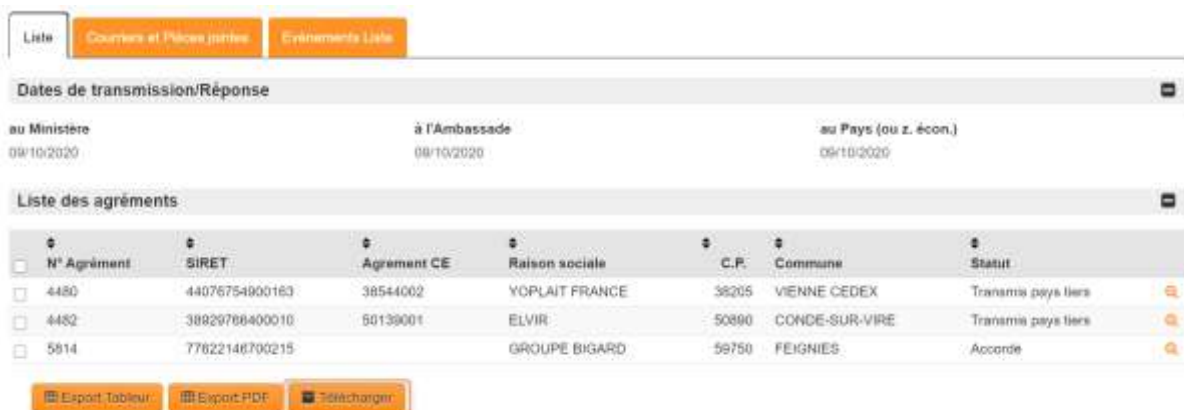 Liste Courriers et Pièces jointes Evénements Liste
Dates de transmission/Réponse
au Ministère à l'Ambassade au Pays (ou z. écon.)
09/10/2020 09/10/2020 09/10/2020
Liste des agréments
N° Agrément SIRET Agrement CE Raison sociale C.P. Commune Statut
4480 44076754900163 38544002 YOPLAIT FRANCE 38205 VIENNE CEDEX Transmis pays tiers
4482 38929766400010 50139001 ELVIR 50890 CONDE-SUR-VIRE Transmis pays tiers
5814 77622146700215 GROUPE BIGARD 59750 FEIGNIES Accordé
Export Tableur Export PDF Télécharger